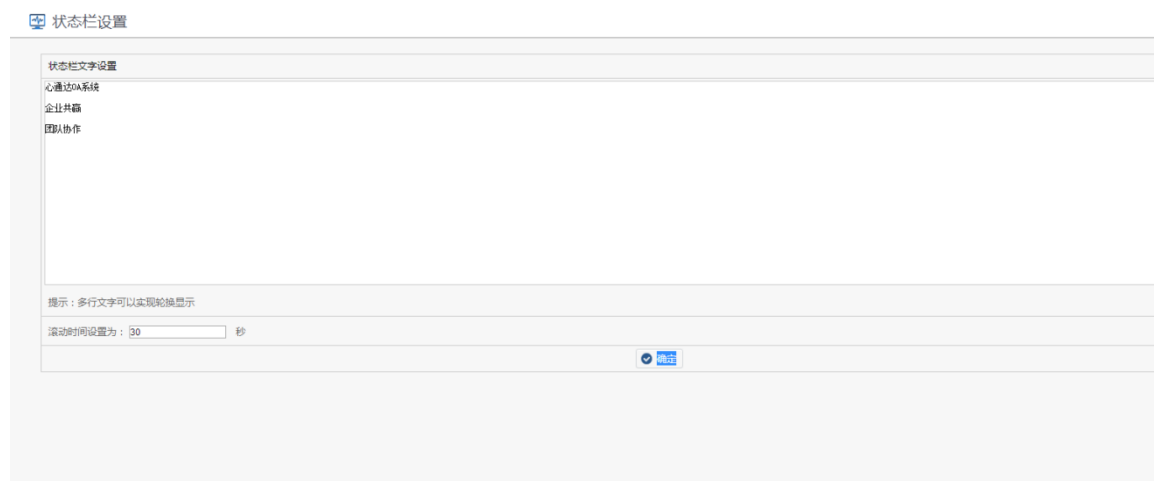 状态栏设置
状态栏文字设置
心通达OA系统
企业共赢
团队协作
提示：多行文字可以实现轮换显示
滚动时间设置为： 30 秒
确定